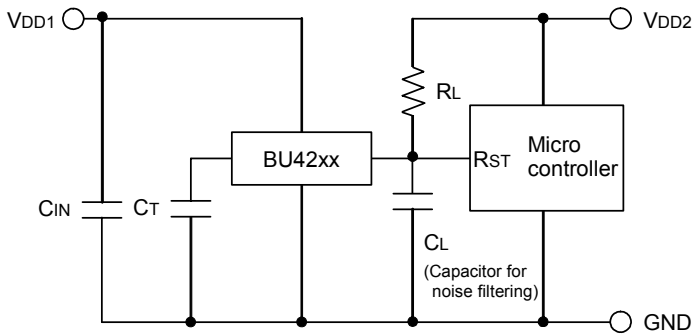 VDD1
VDD2
RL
BU42xx
RST
Micro
controller
CIN
CT
CL
(Capacitor for
noise filtering)
GND